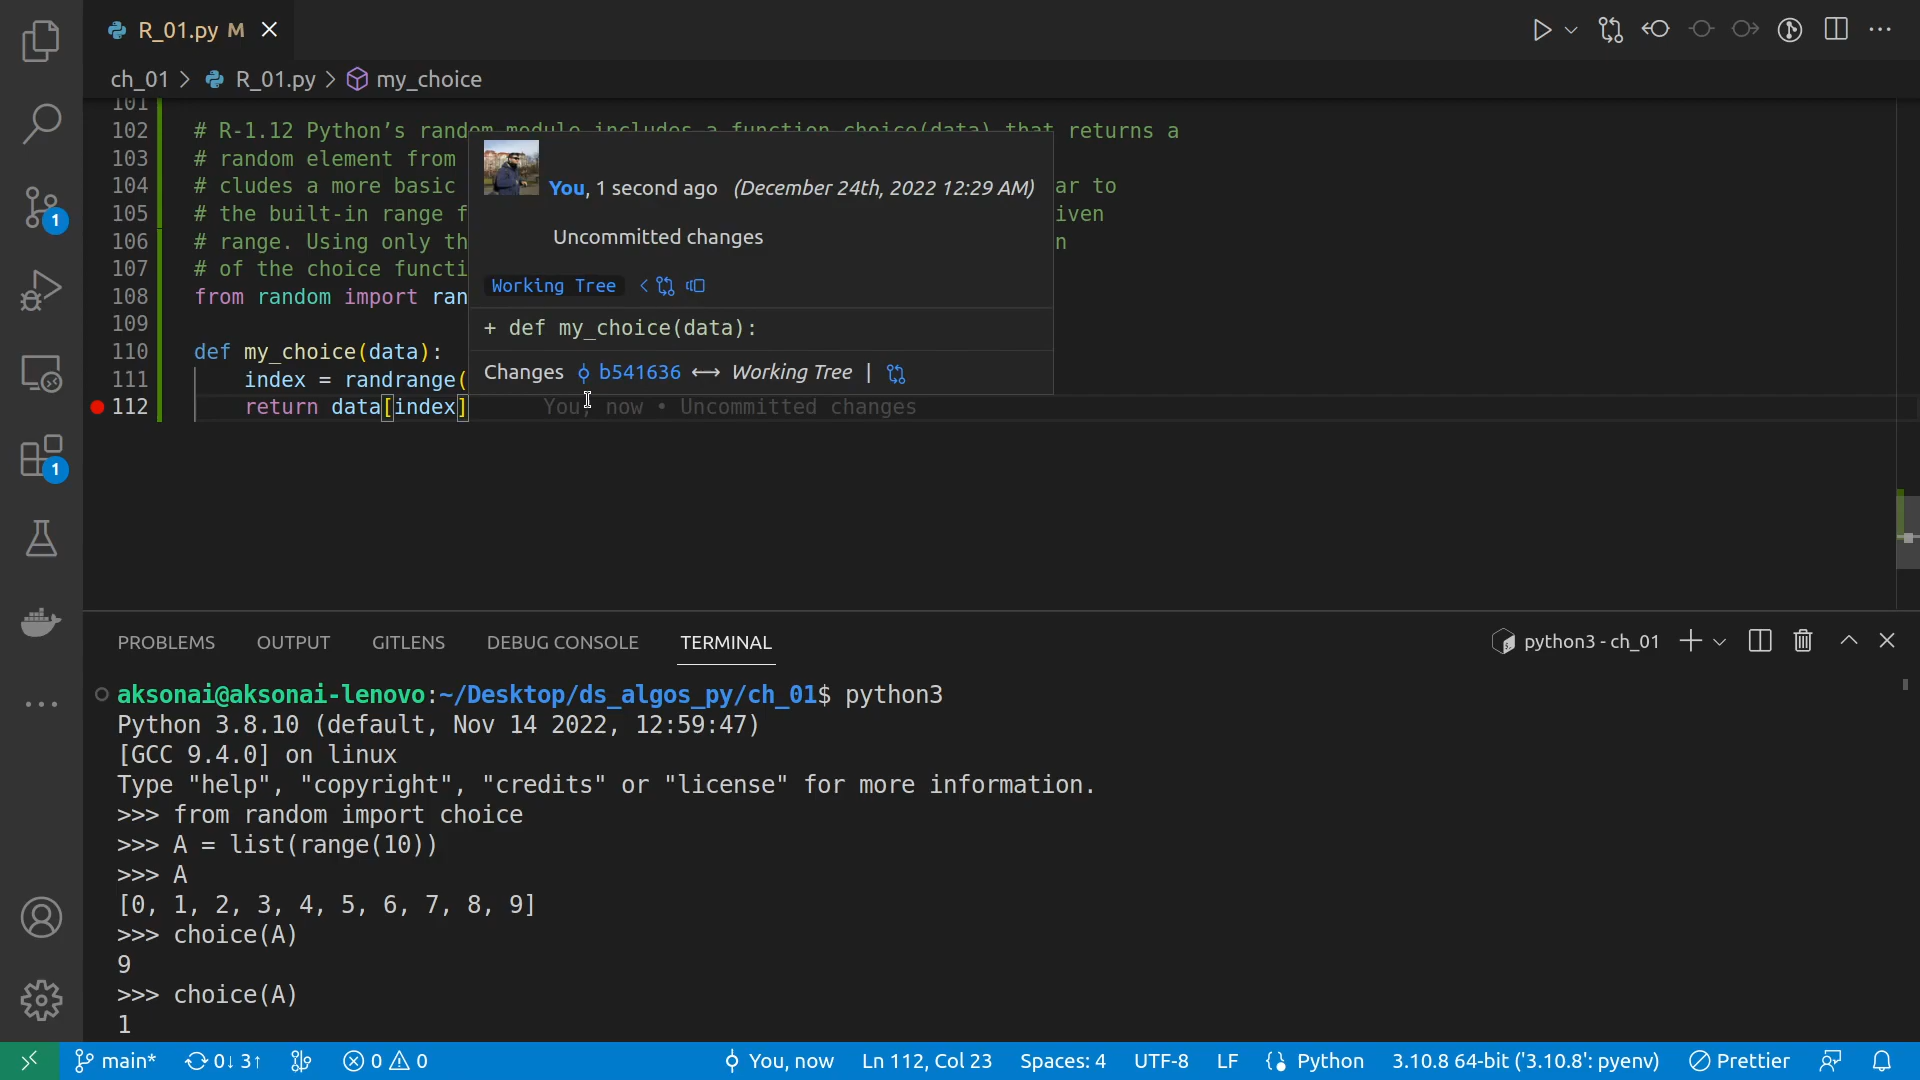 R_01.py M
ch_01 > R_01.py > my_choice
101
102 # R-1.12 Python’s random module includes a function choice(data) that returns a
103 # random element from
104 # cludes a more basic ar to
105 # the built-in range f iven
106 # range. Using only th n
107 # of the choice functi
108 from random import ran
109
110 def my_choice(data):
111 index = randrange(
112 return data[index] You, now • Uncommitted changes
You, 1 second ago (December 24th, 2022 12:29 AM)
Uncommitted changes
Working Tree
+ def my_choice(data):
Changes b541636 ⟷ Working Tree |
1
1
PROBLEMS OUTPUT GITLENS DEBUG CONSOLE TERMINAL
python3 - ch_01
aksonai@aksonai-lenovo:~/Desktop/ds_algos_py/ch_01$ python3
Python 3.8.10 (default, Nov 14 2022, 12:59:47)
[GCC 9.4.0] on linux
Type "help", "copyright", "credits" or "license" for more information.
>>> from random import choice
>>> A = list(range(10))
>>> A
[0, 1, 2, 3, 4, 5, 6, 7, 8, 9]
>>> choice(A)
9
>>> choice(A)
1
main* 0↓ 3↑ 0 0 You, now Ln 112, Col 23 Spaces: 4 UTF-8 LF Python 3.10.8 64-bit ('3.10.8': pyenv) Prettier